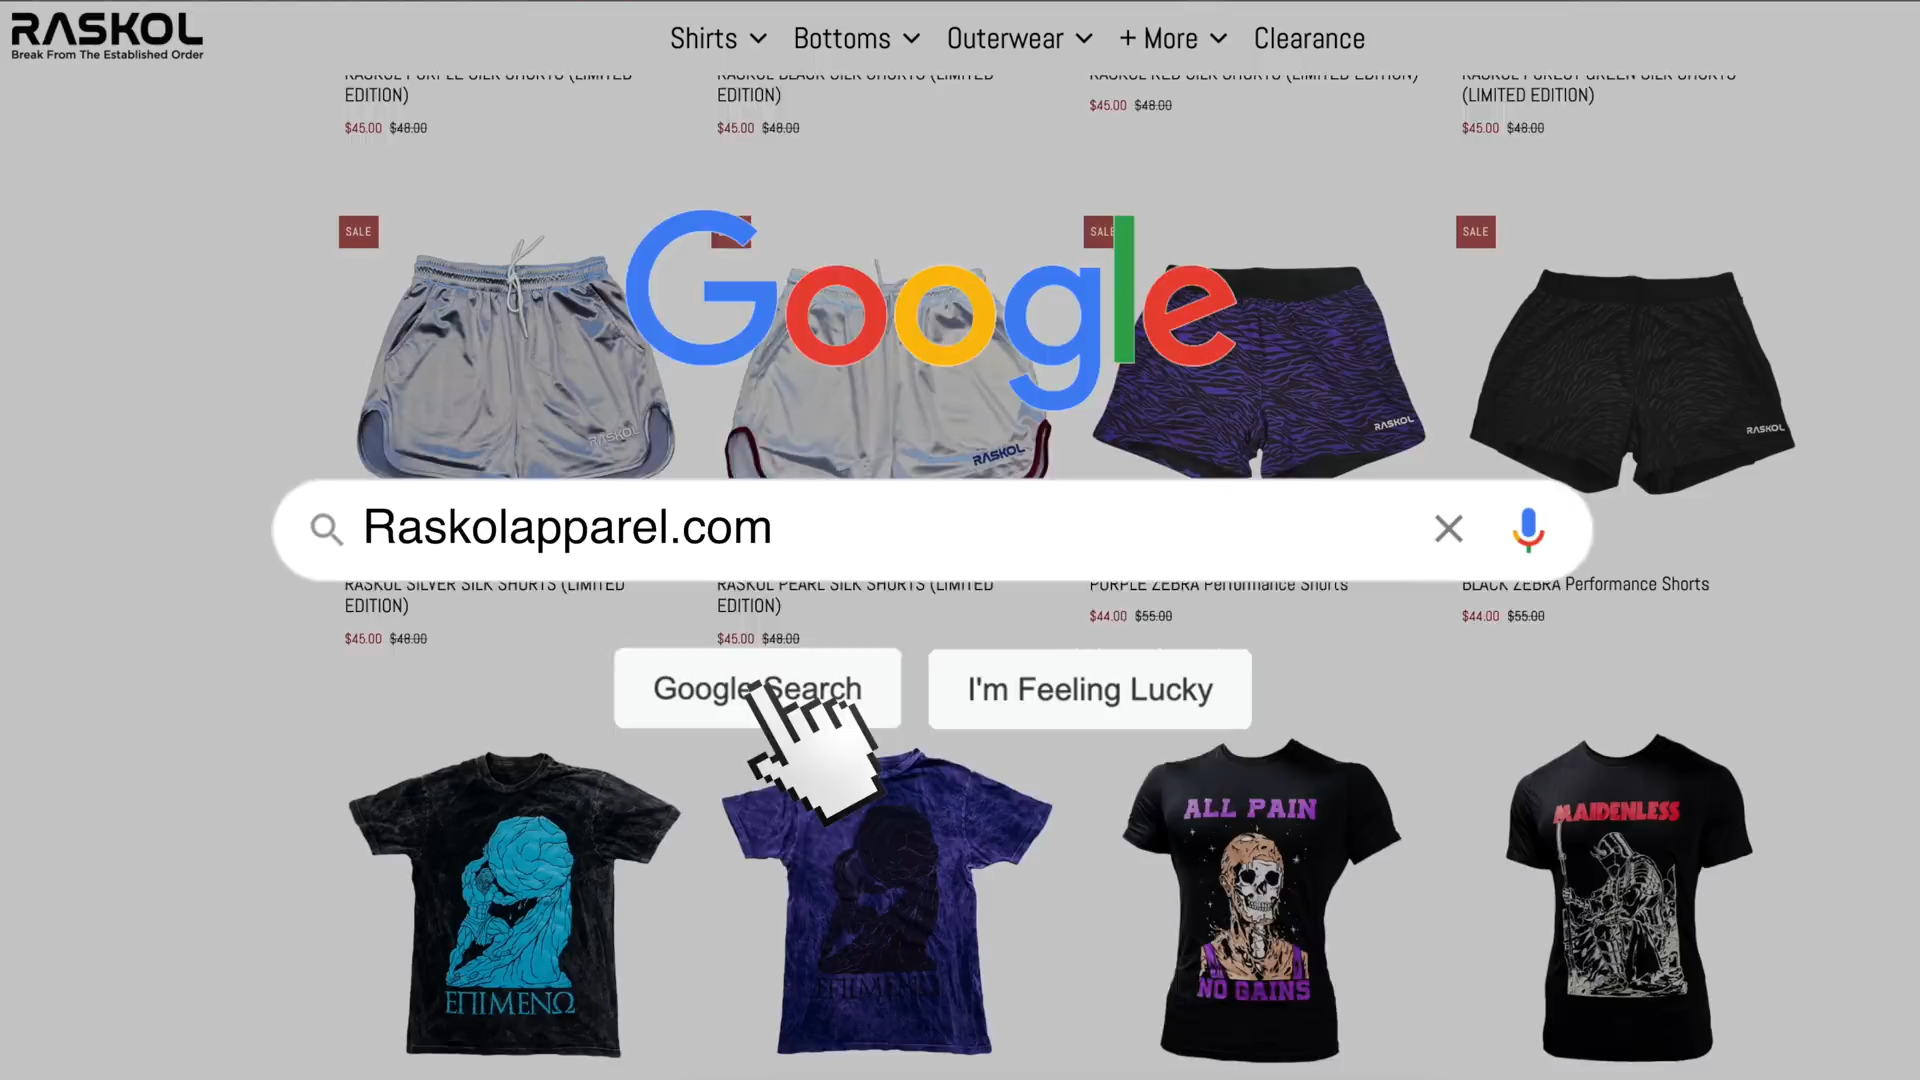 RASKOL
Break From The Established Order
Shirts
Bottoms
Outerwear
+ More
Clearance
RASKOL PURPLE SILK SHORTS (LIMITED
EDITION)
$45.00 $48.00
RASKOL BLACK SILK SHORTS (LIMITED
EDITION)
$45.00 $48.00
RASKOL RED SILK SHORTS (LIMITED EDITION)
$45.00 $48.00
RASKOL FOREST GREEN SILK SHORTS
(LIMITED EDITION)
$45.00 $48.00
SALE
SALE
SALE
Google
RASKOL
RASKOL
RASKOL
RASKOL
Raskolapparel.com
RASKOL SILVER SILK SHORTS (LIMITED
EDITION)
$45.00 $48.00
RASKOL PEARL SILK SHORTS (LIMITED
EDITION)
$45.00 $48.00
PURPLE ZEBRA Performance Shorts
$44.00 $55.00
BLACK ZEBRA Performance Shorts
$44.00 $55.00
Google Search
I'm Feeling Lucky
ΕΠΙΜΕΝΩ
ΕΠΙΜΕΝΩ
ALL PAIN
NO GAINS
MAIDENLESS